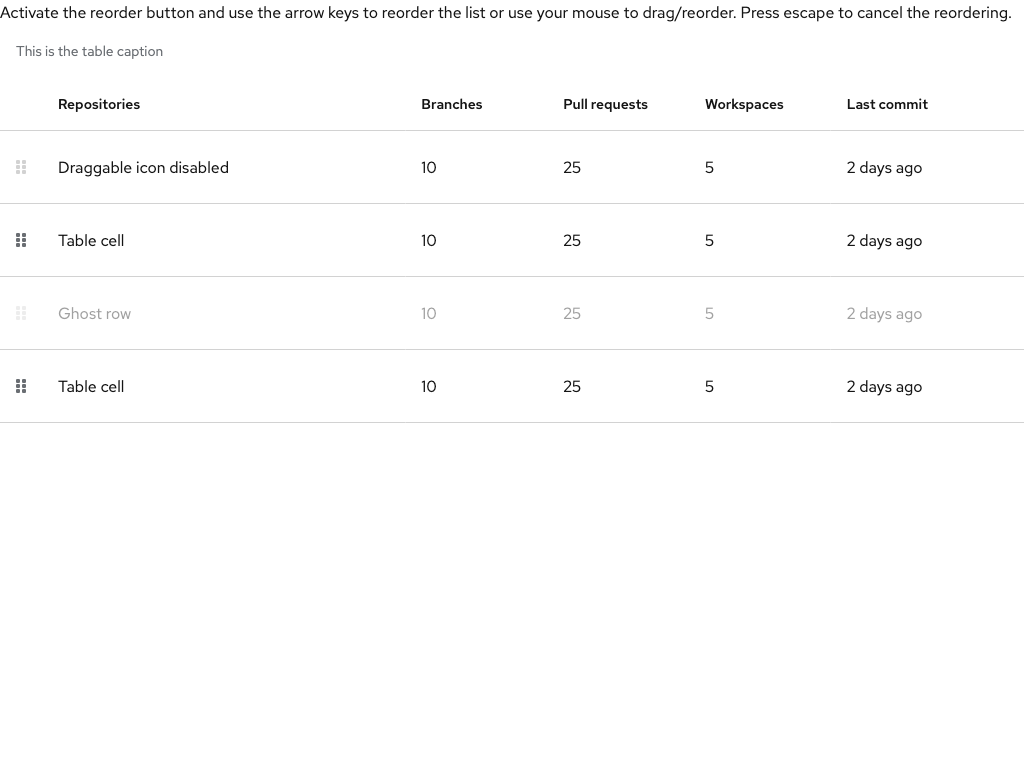 Activate the reorder button and use the arrow keys to reorder the list or use your mouse to drag/reorder. Press escape to cancel the reordering.
This is the table caption
Repositories Branches Pull requests Workspaces Last commit
Draggable icon disabled 10 25 5 2 days ago
Table cell 10 25 5 2 days ago
Ghost row 10 25 5 2 days ago
Table cell 10 25 5 2 days ago